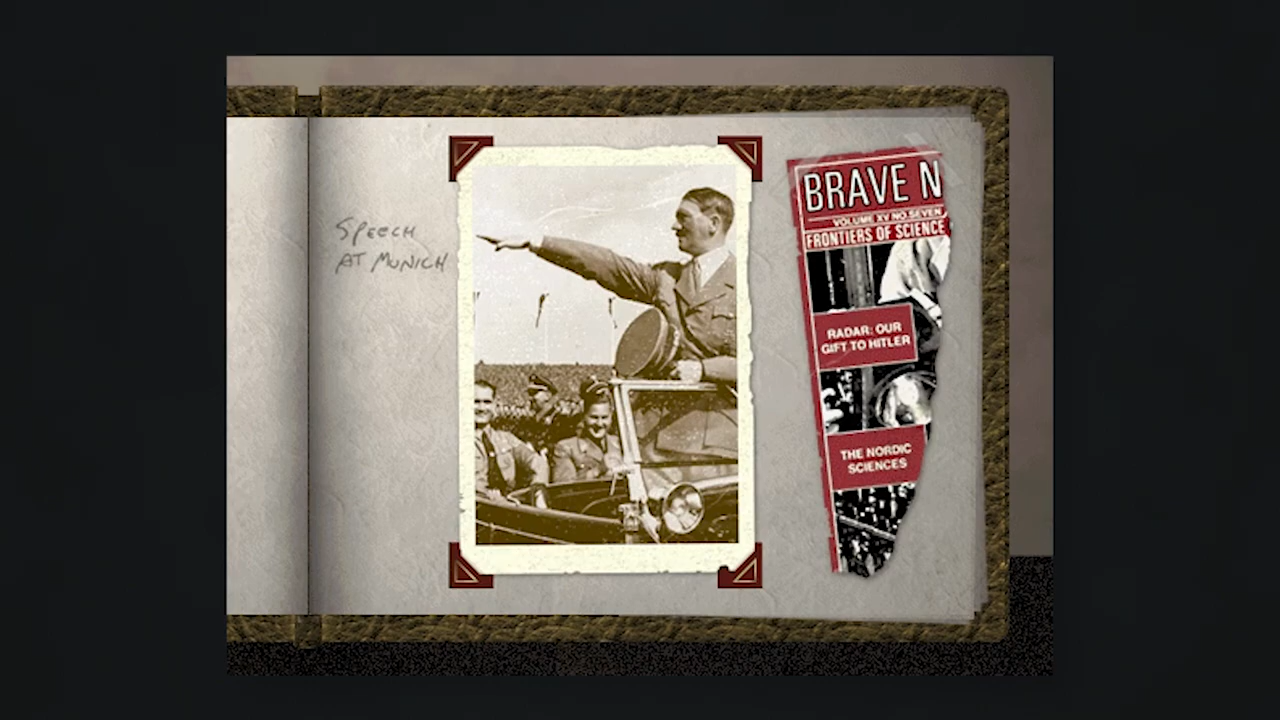 SPEECH
AT MUNICH
BRAVE N
VOLUME XV NO. SEVEN
FRONTIERS OF SCIENCE
RADAR: OUR
GIFT TO HITLER
THE NORDIC
SCIENCES